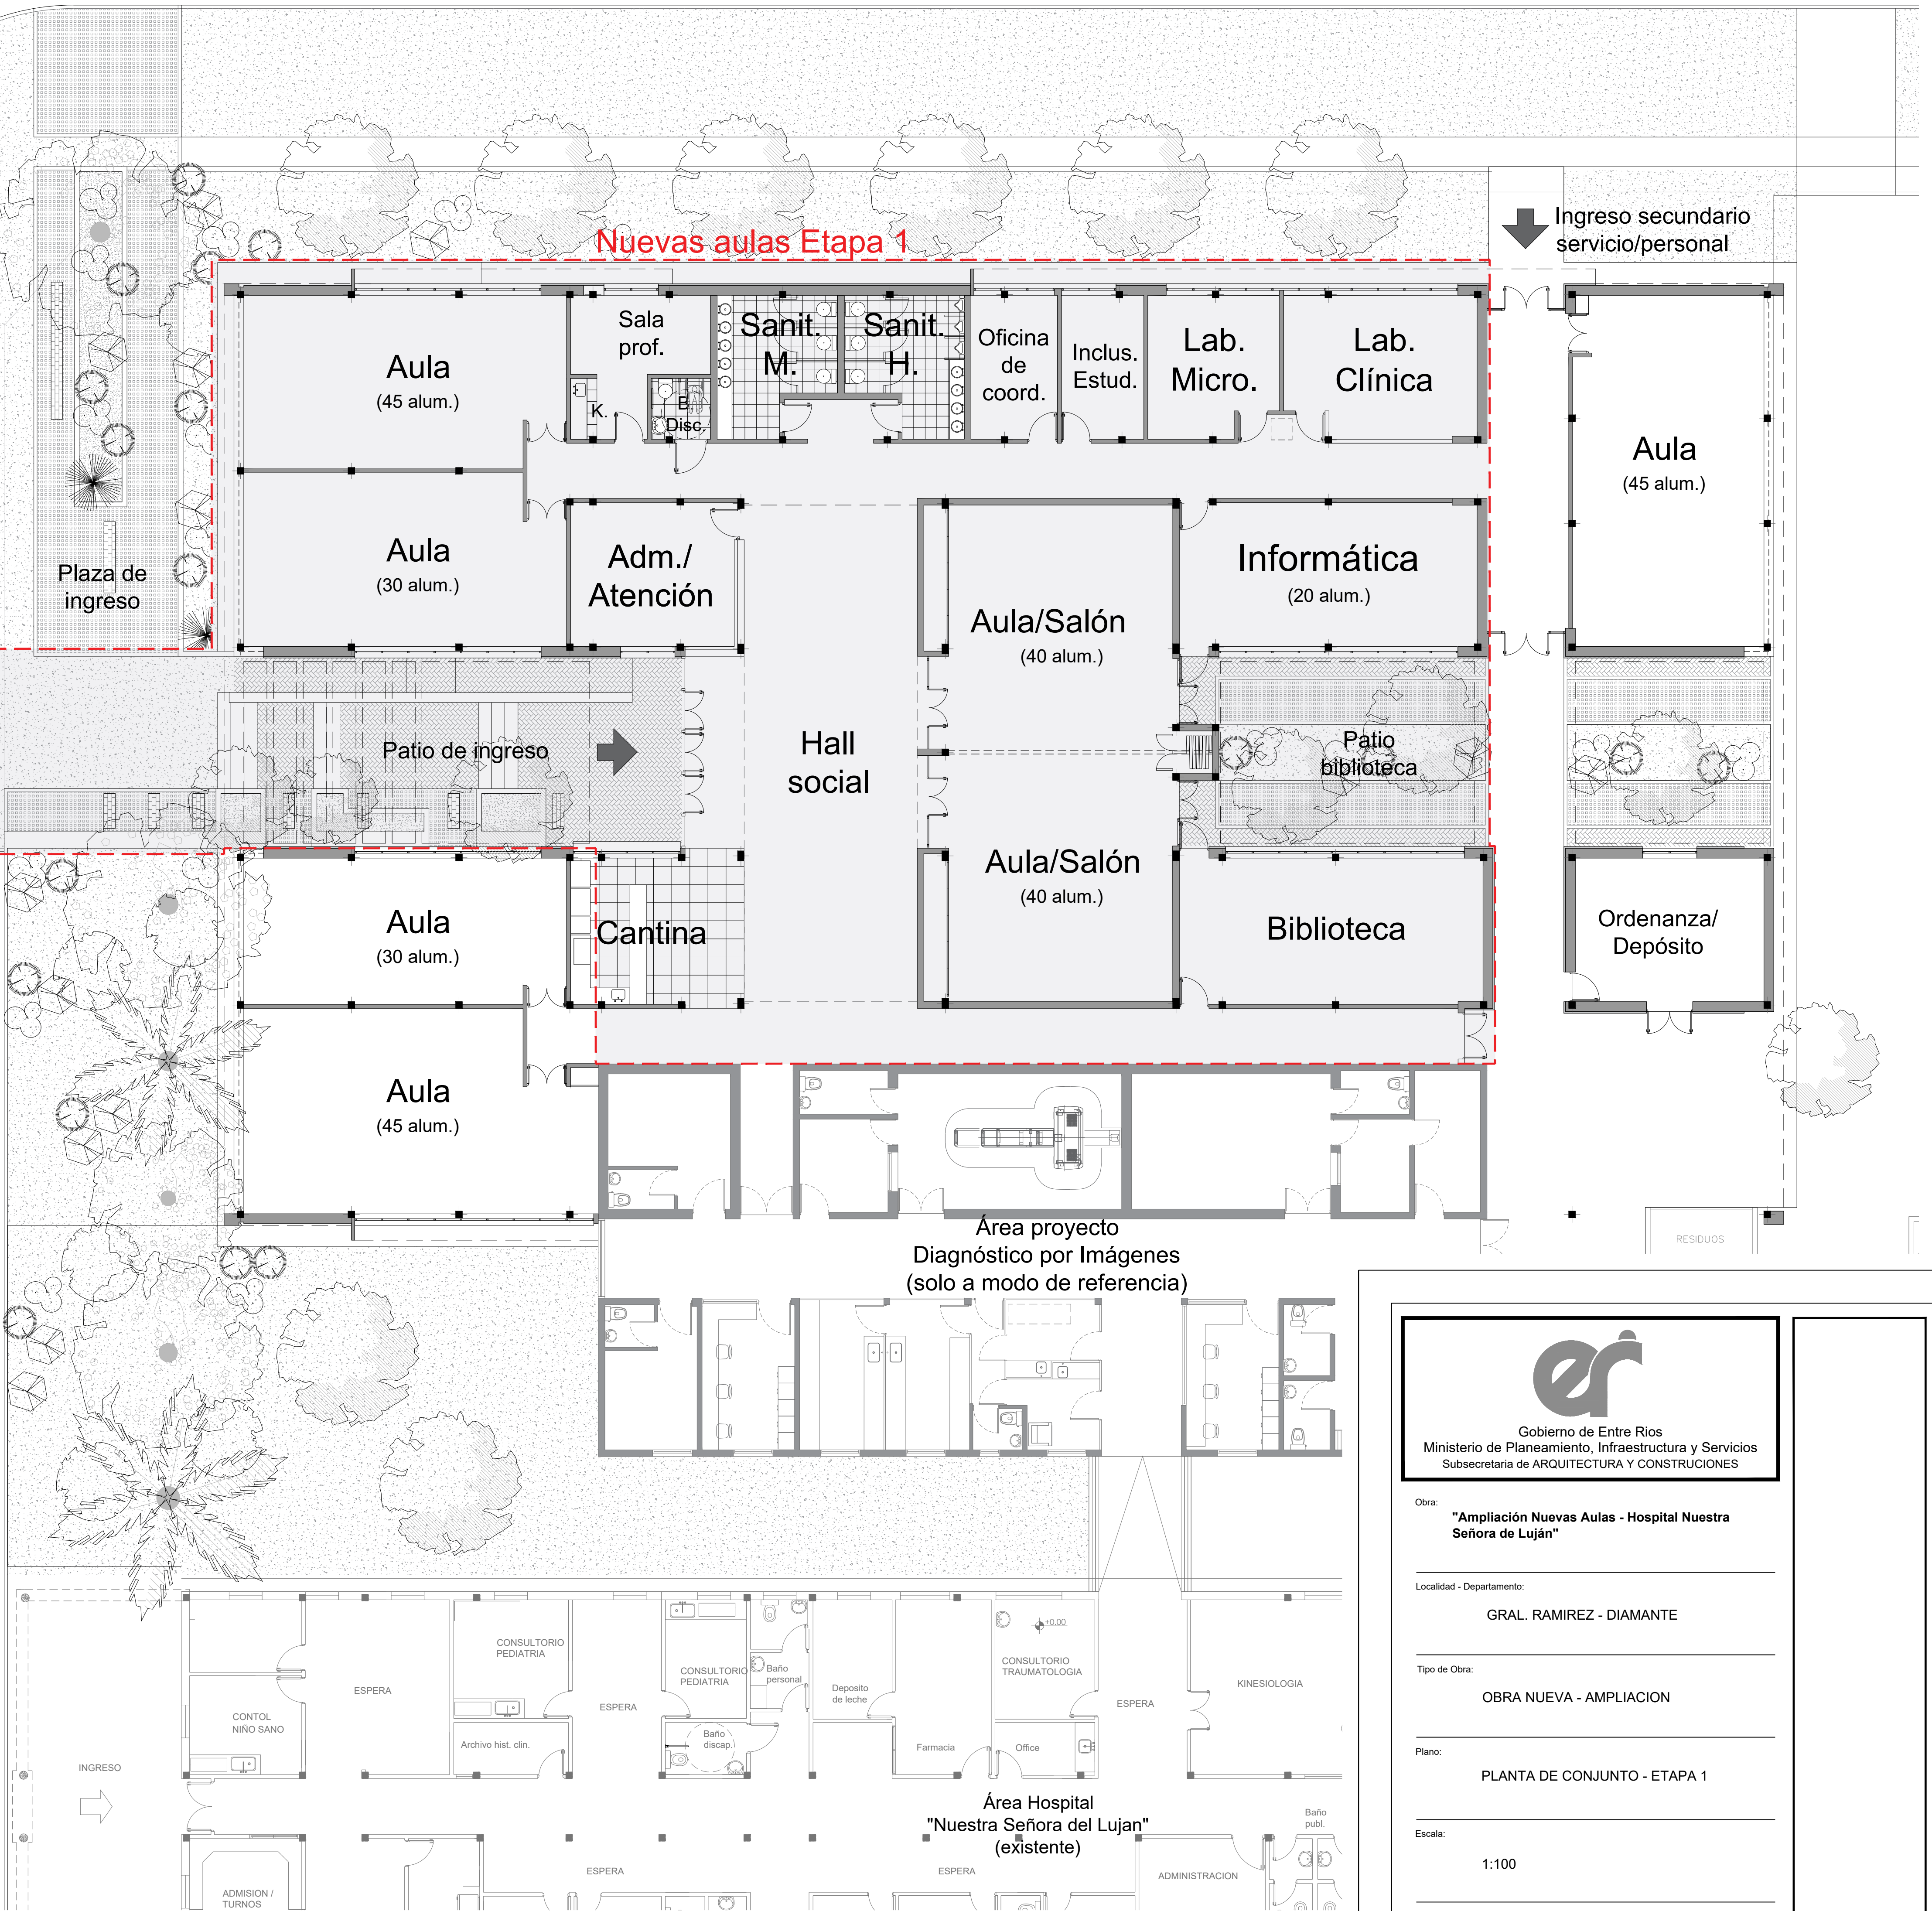 Nuevas aulas Etapa 1
Ingreso secundario
servicio/personal
Aula
(45 alum.)
Sala
prof.
K.
B.
Disc.
Sanit.
M.
Sanit.
H.
Oficina
de
coord.
Inclus.
Estud.
Lab.
Micro.
Lab.
Clínica
Aula
(45 alum.)
Plaza de
ingreso
Aula
(30 alum.)
Adm./
Atención
Aula/Salón
(40 alum.)
Informática
(20 alum.)
Patio de ingreso
Hall
social
Patio
biblioteca
Aula
(30 alum.)
Cantina
Aula/Salón
(40 alum.)
Biblioteca
Ordenanza/
Depósito
Aula
(45 alum.)
Área proyecto
Diagnóstico por Imágenes
(solo a modo de referencia)
RESIDUOS
er
Gobierno de Entre Rios
Ministerio de Planeamiento, Infraestructura y Servicios
Subsecretaria de ARQUITECTURA Y CONSTRUCIONES
Obra:
"Ampliación Nuevas Aulas - Hospital Nuestra
Señora de Luján"
Localidad - Departamento:
GRAL. RAMIREZ - DIAMANTE
Tipo de Obra:
OBRA NUEVA - AMPLIACION
Plano:
PLANTA DE CONJUNTO - ETAPA 1
Escala:
1:100
CONTOL
NIÑO SANO
ESPERA
CONSULTORIO
PEDIATRIA
Archivo hist. clin.
ESPERA
CONSULTORIO
PEDIATRIA
Baño
personal
Baño
discap.
Deposito
de leche
Farmacia
+0.00
CONSULTORIO
TRAUMATOLOGIA
Office
ESPERA
KINESIOLOGIA
INGRESO
Área Hospital
"Nuestra Señora del Lujan"
(existente)
Baño
publ.
ADMISION /
TURNOS
ESPERA
ESPERA
ADMINISTRACION